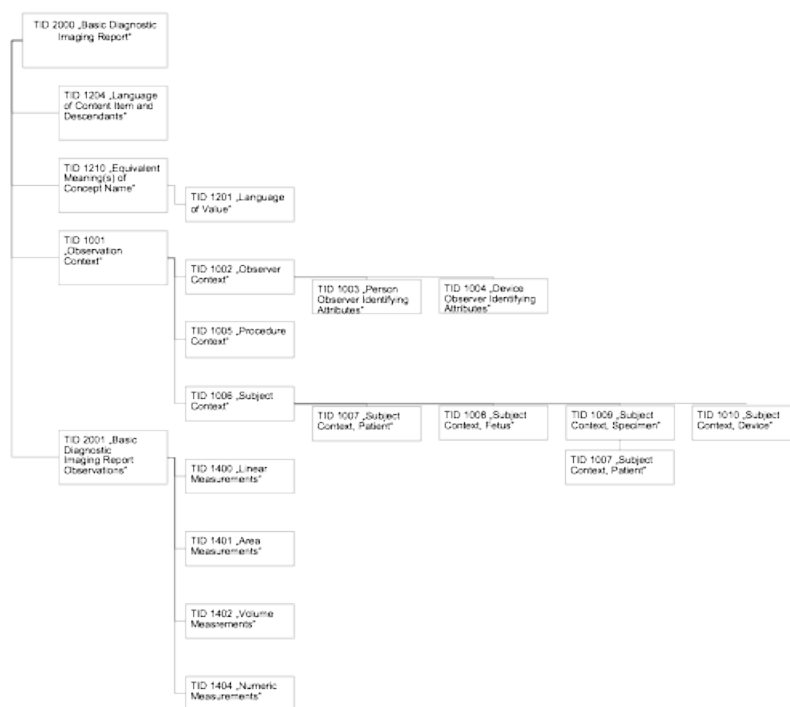 TID 2000 „Basic Diagnostic
Imaging Report“
TID 1204 „Language
of Content Item and
Descendants“
TID 1210 „Equivalent
Meaning(s) of
Concept Name“
TID 1201 „Language
of Value“
TID 1001
„Observation
Context“
TID 1002 „Observer
Context“
TID 1003 „Person
Observer Identifying
Attributes“
TID 1004 „Device
Observer Identifying
Attributes“
TID 1005 „Procedure
Context“
TID 1006 „Subject
Context“
TID 1007 „Subject
Context, Patient“
TID 1008 „Subject
Context, Fetus“
TID 1009 „Subject
Context, Specimen“
TID 1010 „Subject
Context, Device“
TID 1007 „Subject
Context, Patient“
TID 2001 „Basic
Diagnostic
Imaging Report
Observations“
TID 1400 „Linear
Measurements“
TID 1401 „Area
Measurements“
TID 1402 „Volume
Measrements“
TID 1404 „Numeric
Measurements“